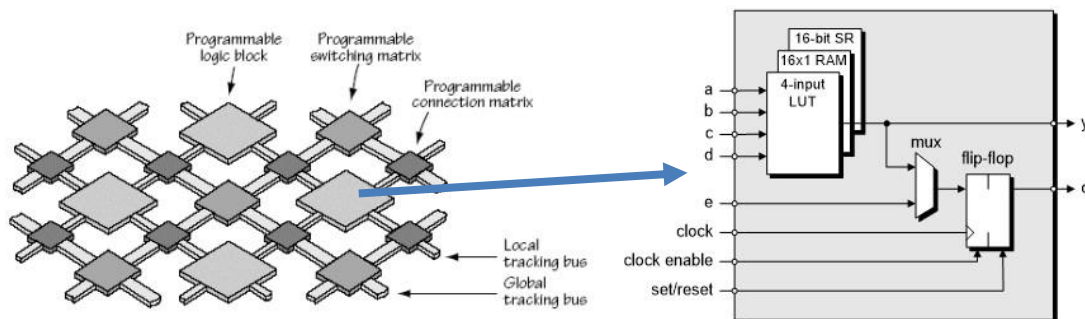 Programmable
logic block
Programmable
switching matrix
Programmable
connection matrix
Local
tracking bus
Global
tracking bus
16-bit SR
16x1 RAM
4-input
LUT
a
b
c
d
e
clock
clock enable
set/reset
mux
flip-flop
y